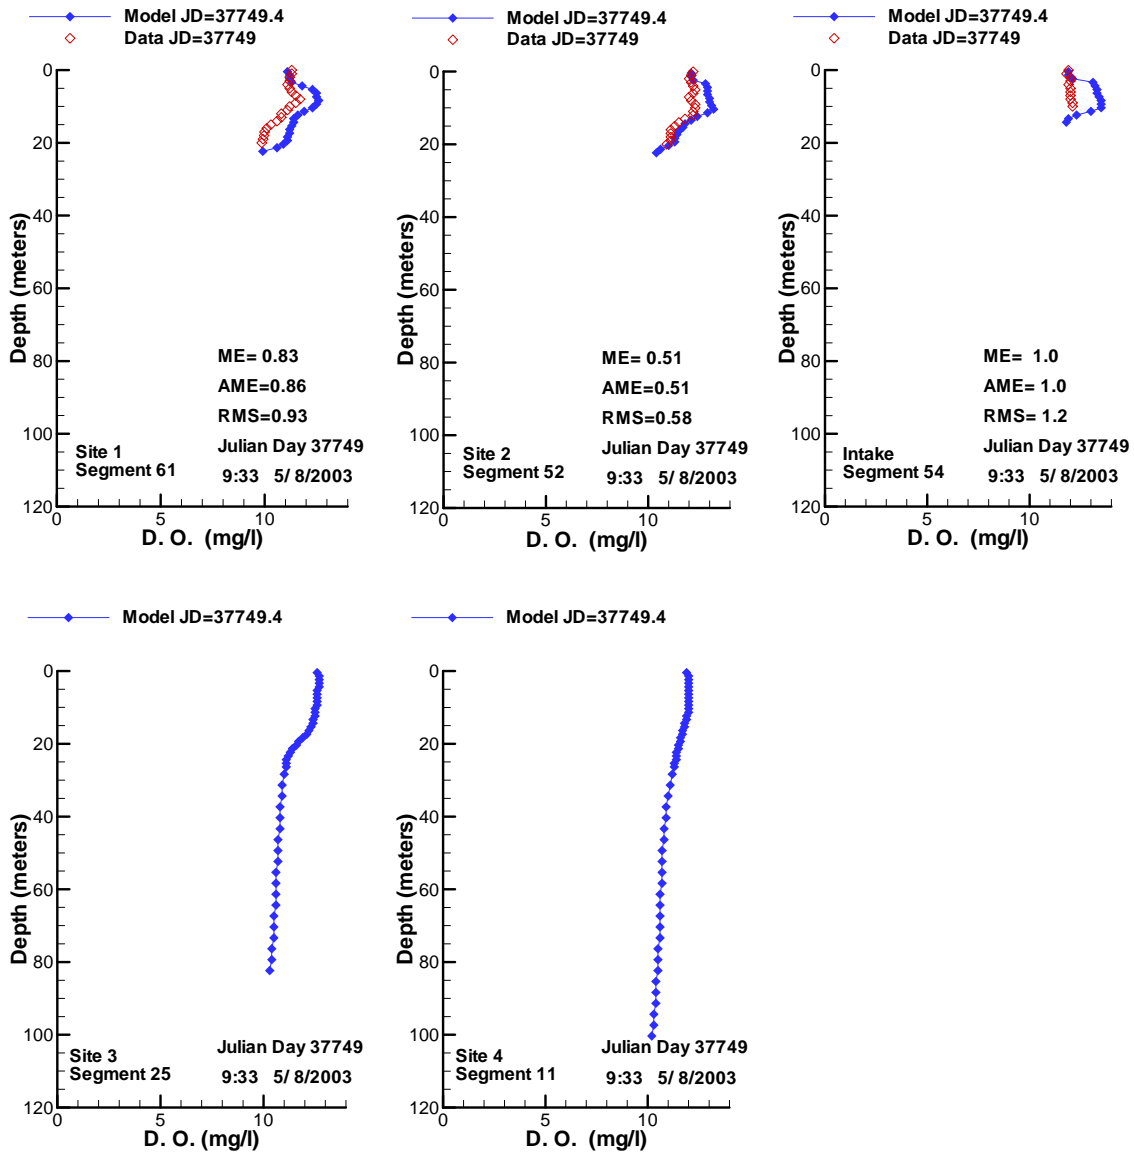 Model JD=37749.4
Data JD=37749
0
20
40
60
80
100
120
Depth (meters)
ME= 0.83
AME=0.86
RMS=0.93
Site 1
Segment 61
Julian Day 37749
9:33 5/ 8/2003
0 5 10
D. O. (mg/l)
Model JD=37749.4
Data JD=37749
0
20
40
60
80
100
120
Depth (meters)
ME= 0.51
AME=0.51
RMS=0.58
Site 2
Segment 52
Julian Day 37749
9:33 5/ 8/2003
0 5 10
D. O. (mg/l)
Model JD=37749.4
Data JD=37749
0
20
40
60
80
100
120
Depth (meters)
ME= 1.0
AME= 1.0
RMS= 1.2
Intake
Segment 54
Julian Day 37749
9:33 5/ 8/2003
0 5 10
D. O. (mg/l)
Model JD=37749.4
0
20
40
60
80
100
120
Depth (meters)
Site 3
Segment 25
Julian Day 37749
9:33 5/ 8/2003
0 5 10
D. O. (mg/l)
Model JD=37749.4
0
20
40
60
80
100
120
Depth (meters)
Site 4
Segment 11
Julian Day 37749
9:33 5/ 8/2003
0 5 10
D. O. (mg/l)